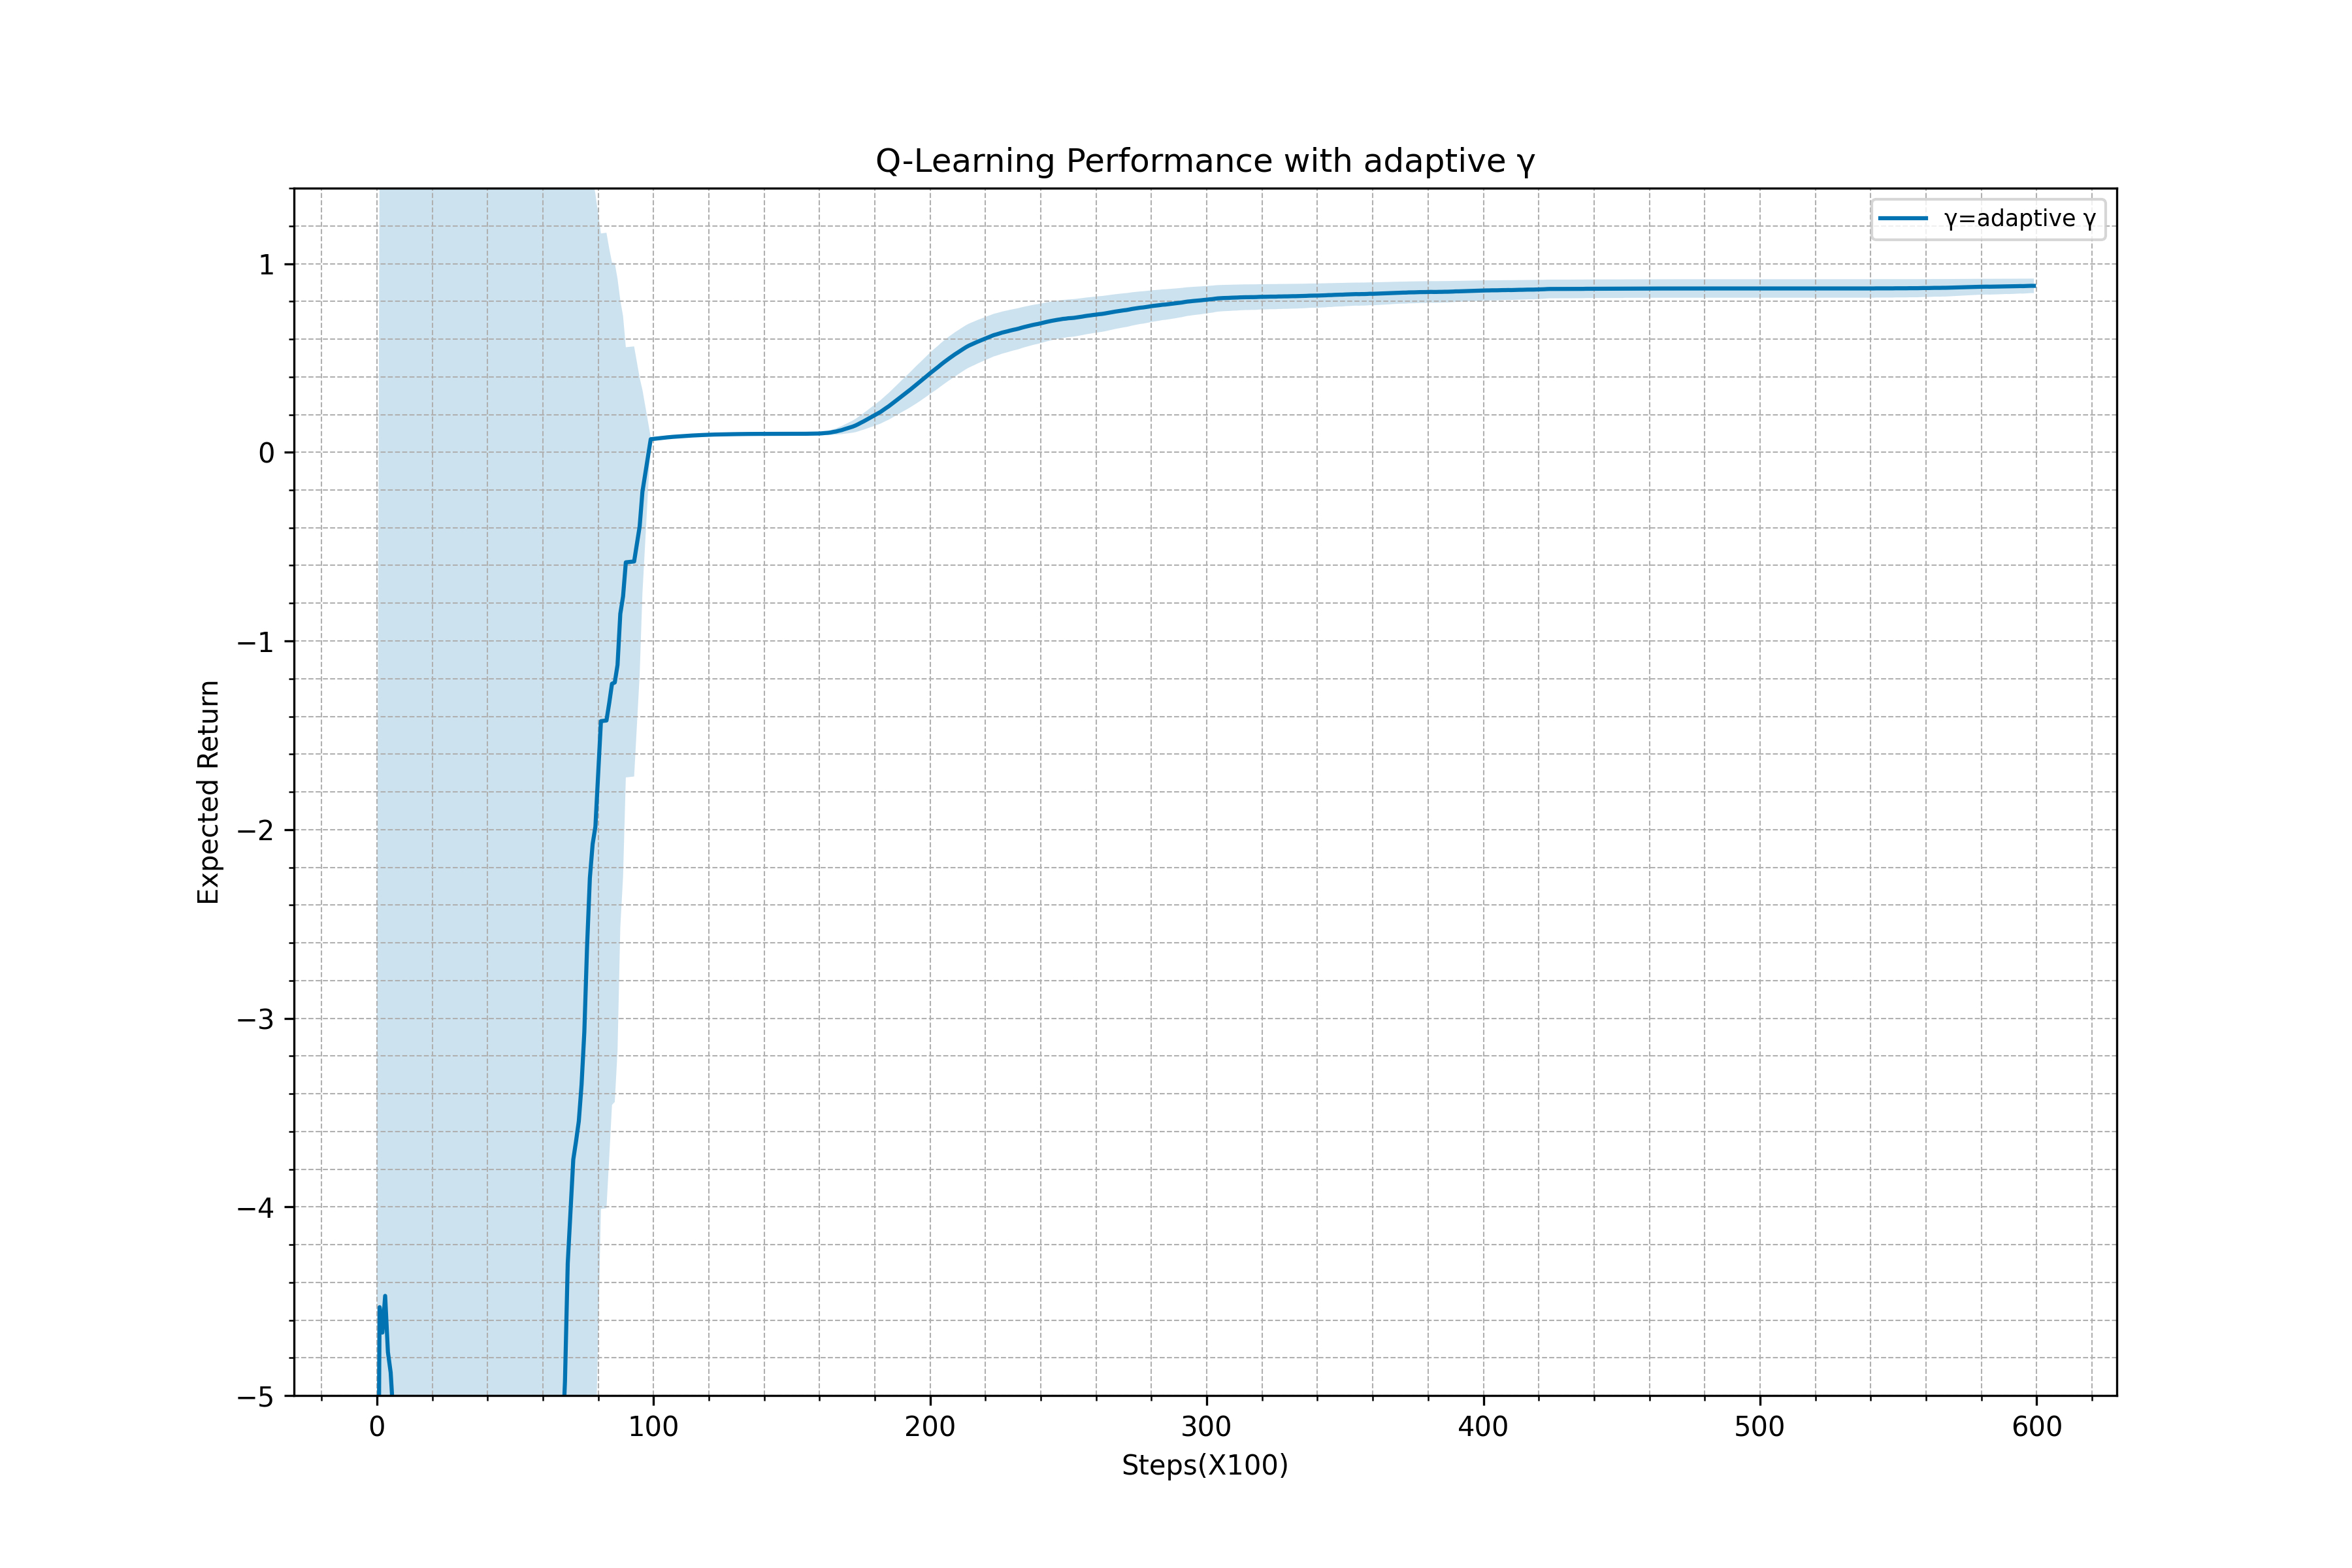 Q-Learning Performance with adaptive γ
γ=adaptive γ
1
0
−1
−2
−3
−4
−5
Expected Return
0 100 200 300 400 500 600
Steps(X100)